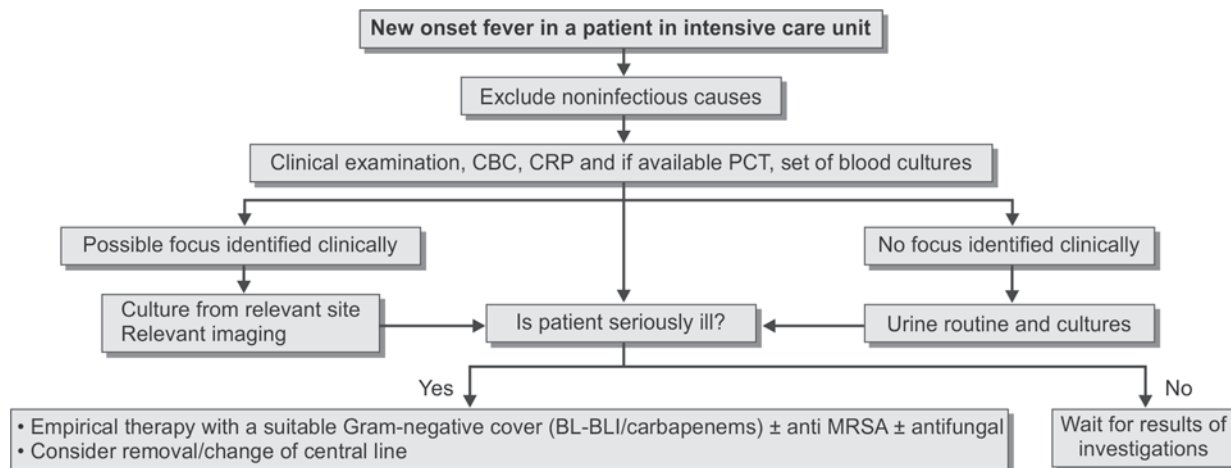 New onset fever in a patient in intensive care unit
Exclude noninfectious causes
Clinical examination, CBC, CRP and if available PCT, set of blood cultures
Possible focus identified clinically
No focus identified clinically
Culture from relevant site
Relevant imaging
Is patient seriously ill?
Urine routine and cultures
Yes
No
• Empirical therapy with a suitable Gram-negative cover (BL-BLI/carbapenems) ± anti MRSA ± antifungal
• Consider removal/change of central line
Wait for results of
investigations